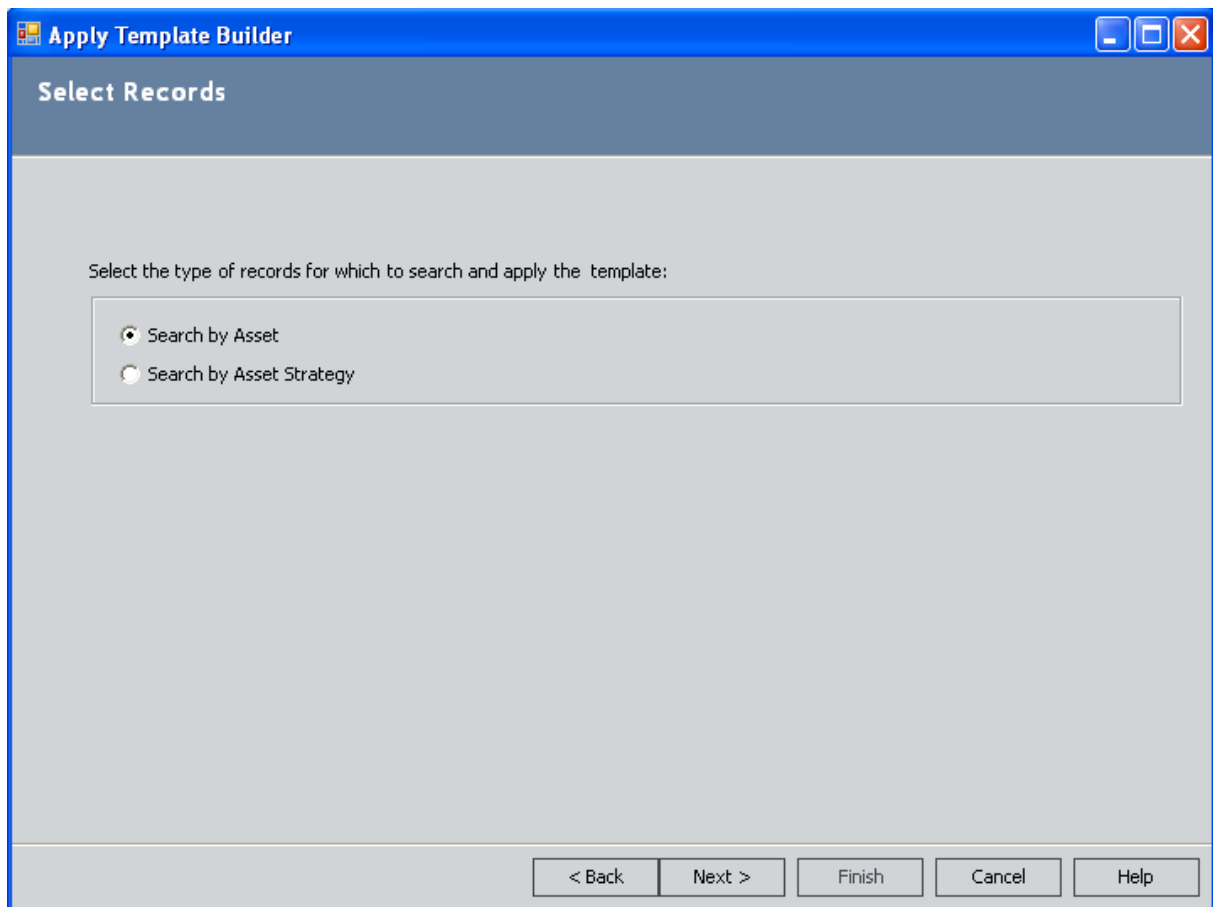 Apply Template Builder
Select Records
Select the type of records for which to search and apply the template:
Search by Asset
Search by Asset Strategy
< Back
Next >
Finish
Cancel
Help